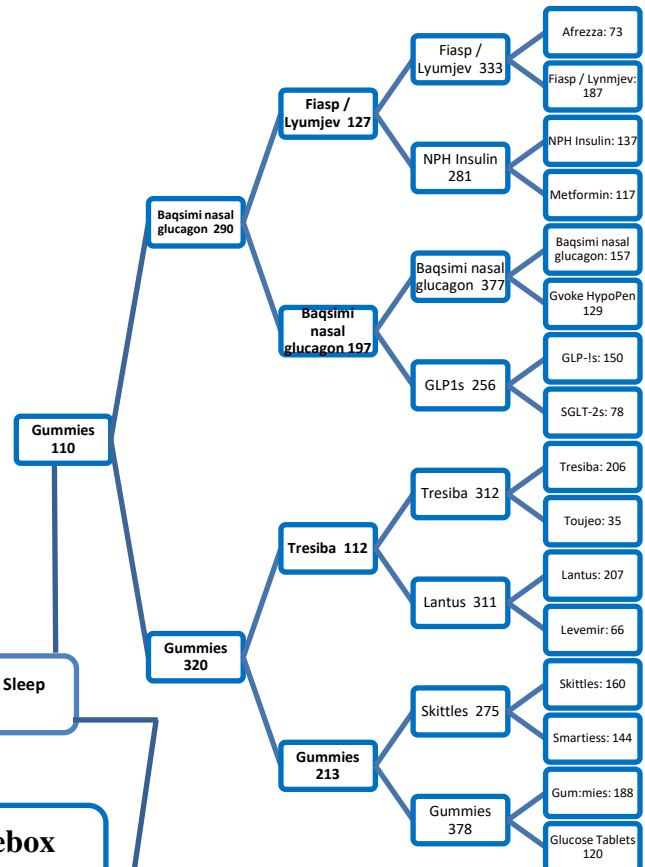 Gummies
110
Sleep
ebox
Baqsimi nasal
glucagon 290
Gummies
320
Fiasp /
Lyumjev 127
Baqsimi
nasal
glucagon 197
Tresiba 112
Gummies
213
Fiasp /
Lyumjev 333
NPH Insulin
281
Baqsimi nasal
glucagon 377
GLP1s 256
Tresiba 312
Lantus 311
Skittles 275
Gummies
378
Afrezza: 73
Fiasp / Lynmjev:
187
NPH Insulin: 137
Metformin: 117
Baqsimi nasal
glucagon: 157
Gvoke HypoPen
129
GLP-!s: 150
SGLT-2s: 78
Tresiba: 206
Toujeo: 35
Lantus: 207
Levemir: 66
Skittles: 160
Smartiess: 144
Gum:mies: 188
Glucose Tablets
120